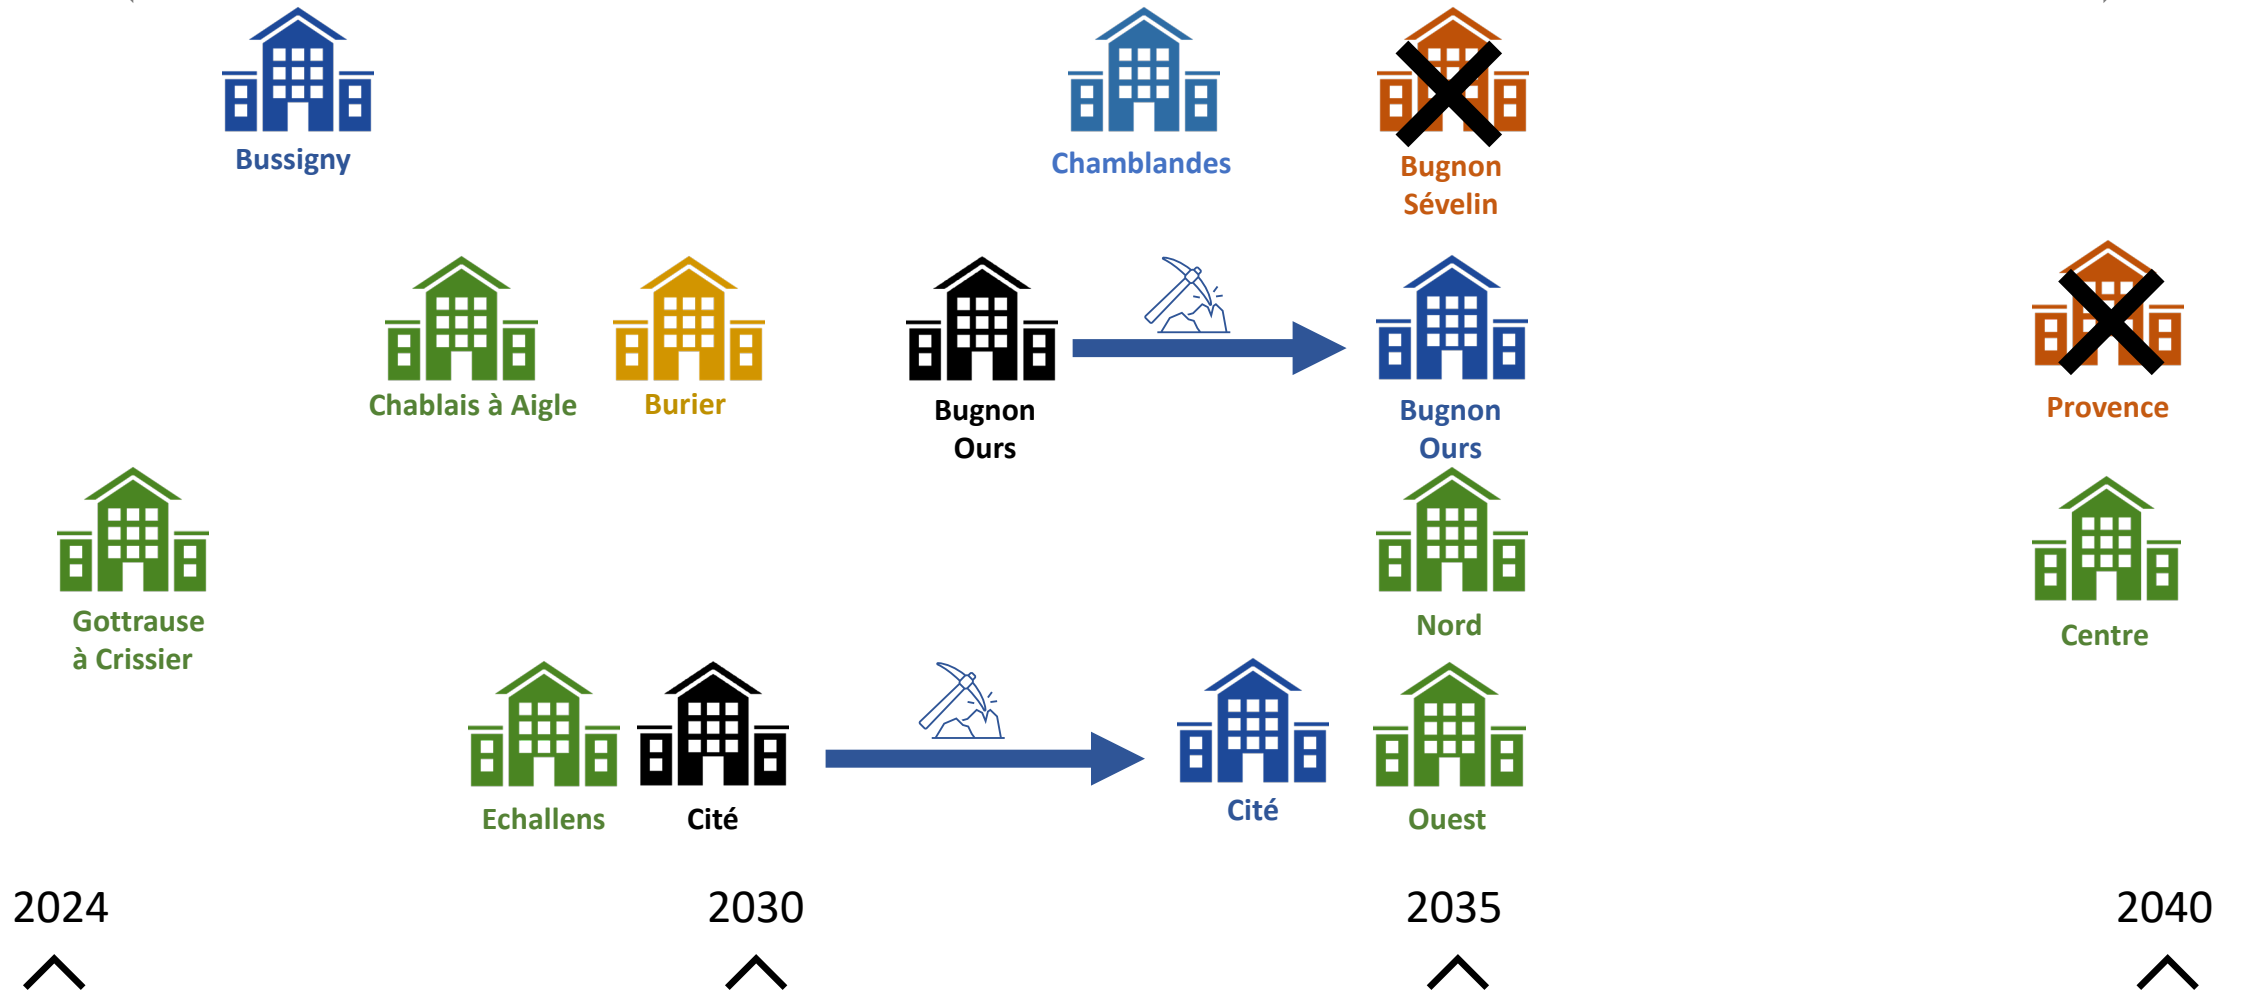 Bussigny
Chamblandes
Bugnon
Sévelin
Chablais à Aigle
Burier
Bugnon
Ours
Bugnon
Ours
Provence
Gottrause
à Crissier
Nord
Centre
Echallens
Cité
Cité
Ouest
2024
2030
2035
2040